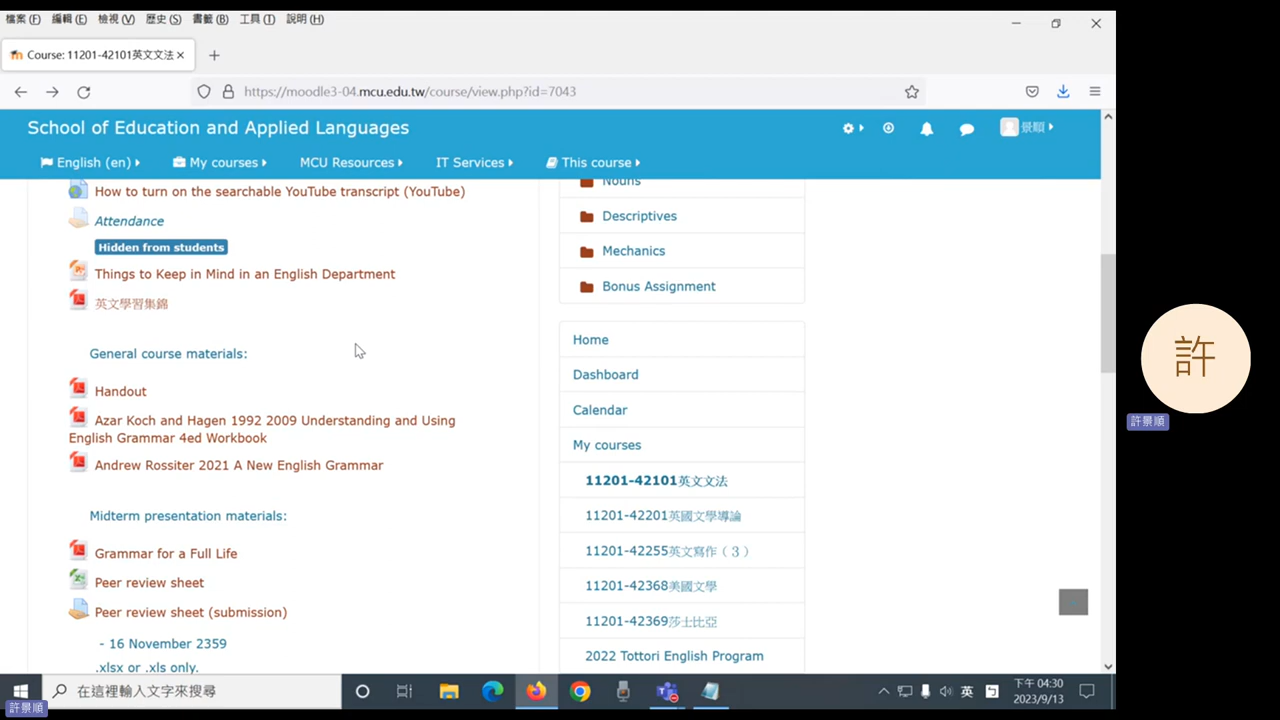 檔案(F) 編輯(E) 檢視(V) 歷史(S) 書籤(B) 工具(T) 說明(H)
Course: 11201-42101英文文法
https://moodle3-04.mcu.edu.tw/course/view.php?id=7043
School of Education and Applied Languages
景順
English (en) My courses MCU Resources IT Services This course
How to turn on the searchable YouTube transcript (YouTube)
Attendance
Hidden from students
Things to Keep in Mind in an English Department
英文學習集錦
General course materials:
Handout
Azar Koch and Hagen 1992 2009 Understanding and Using
English Grammar 4ed Workbook
Andrew Rossiter 2021 A New English Grammar
Midterm presentation materials:
Grammar for a Full Life
Peer review sheet
Peer review sheet (submission)
- 16 November 2359
.xlsx or .xls only.
Nouns
Descriptives
Mechanics
Bonus Assignment
Home
Dashboard
Calendar
My courses
11201-42101英文文法
11201-42201英國文學導論
11201-42255英文寫作(3)
11201-42368美國文學
11201-42369莎士比亞
2022 Tottori English Program
許
許景順
在這裡輸入文字來搜尋
英
下午 04:30
2023/9/13
許景順